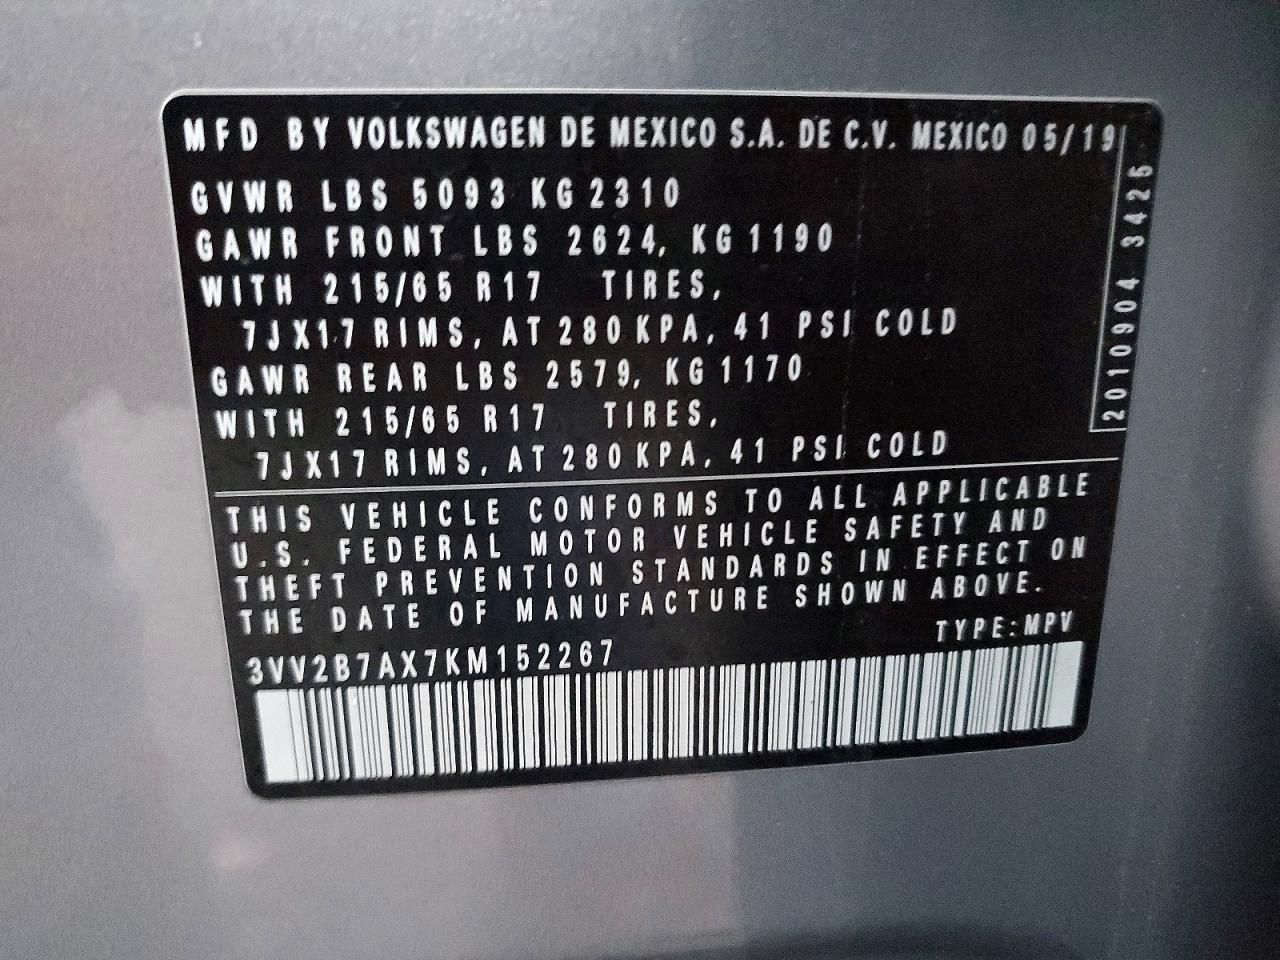 MFD BY VOLKSWAGEN DE MEXICO S.A. DE C.V. MEXICO 05/19
GVWR LBS 5093 KG 2310
GAWR FRONT LBS 2624, KG 1190
WITH 215/65 R17 TIRES,
7JX17 RIMS, AT 280 KPA, 41 PSI COLD
GAWR REAR LBS 2579, KG 1170
WITH 215/65 R17 TIRES,
7JX17 RIMS, AT 280 KPA, 41 PSI COLD
2010904 3425
THIS VEHICLE CONFORMS TO ALL APPLICABLE
U.S. FEDERAL MOTOR VEHICLE SAFETY AND
THEFT PREVENTION STANDARDS IN EFFECT ON
THE DATE OF MANUFACTURE SHOWN ABOVE.
TYPE:MPV
3VV2B7AX7KM152267